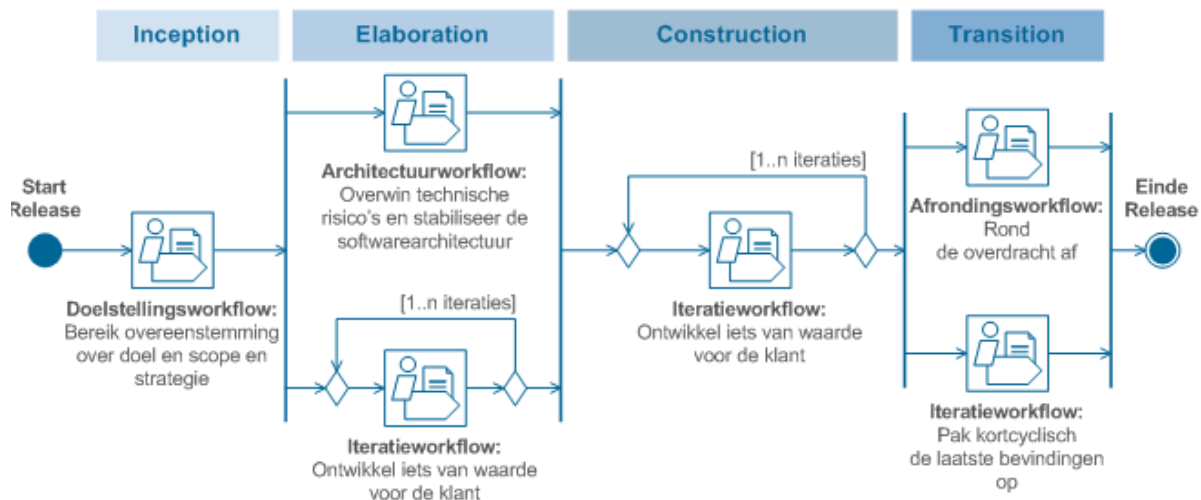 Inception
Elaboration
Construction
Transition
Start
Release
Doelstellingsworkflow:
Bereik overeenstemming
over doel en scope en
strategie
Architectuurworkflow:
Overwin technische
risico's en stabiliseer de
softwarearchitectuur
[1..n iteraties]
Iteratieworkflow:
Ontwikkel iets van waarde
voor de klant
[1..n iteraties]
Iteratieworkflow:
Ontwikkel iets van waarde
voor de klant
Afrondingsworkflow:
Rond
de overdracht af
Iteratieworkflow:
Pak kortcyclisch
de laatste bevindingen
op
Einde
Release